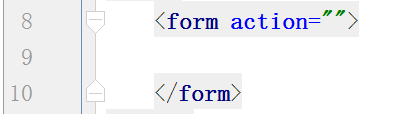 8 <form action="">
9
10 </form>